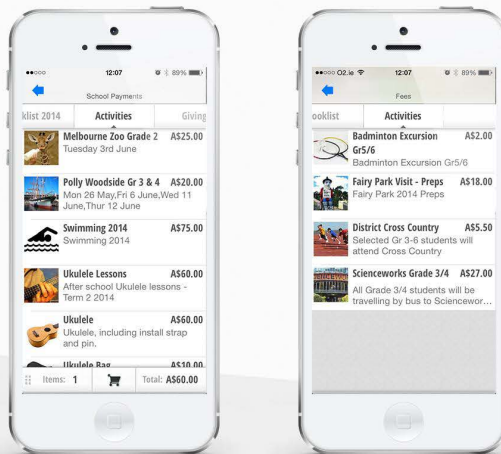 12:07
89%
School Payments
klist 2014
Activities
Giving
Melbourne Zoo Grade 2 A$25.00
Tuesday 3rd June
Polly Woodside Gr 3 & 4 A$20.00
Mon 26 May,Fri 6 June,Wed 11
June,Thur 12 June
Swimming 2014 A$75.00
Swimming 2014
Ukulele Lessons A$60.00
After school Ukulele lessons -
Term 2 2014
Ukulele A$60.00
Ukulele, including install strap
and pin.
Ukulele Bag A$10.00
Items: 1
Total: A$60.00
O2.ie
12:07
89%
Fees
ooklist
Activities
Badminton Excursion A$2.00
Gr5/6
Badminton Excursion Gr5/6
Fairy Park Visit - Preps A$18.00
Fairy Park 2014 Preps
District Cross Country A$5.50
Selected Gr 3-6 students will
attend Cross Country
Scienceworks Grade 3/4 A$27.00
All Grade 3/4 students will be
travelling by bus to Sciencewor...